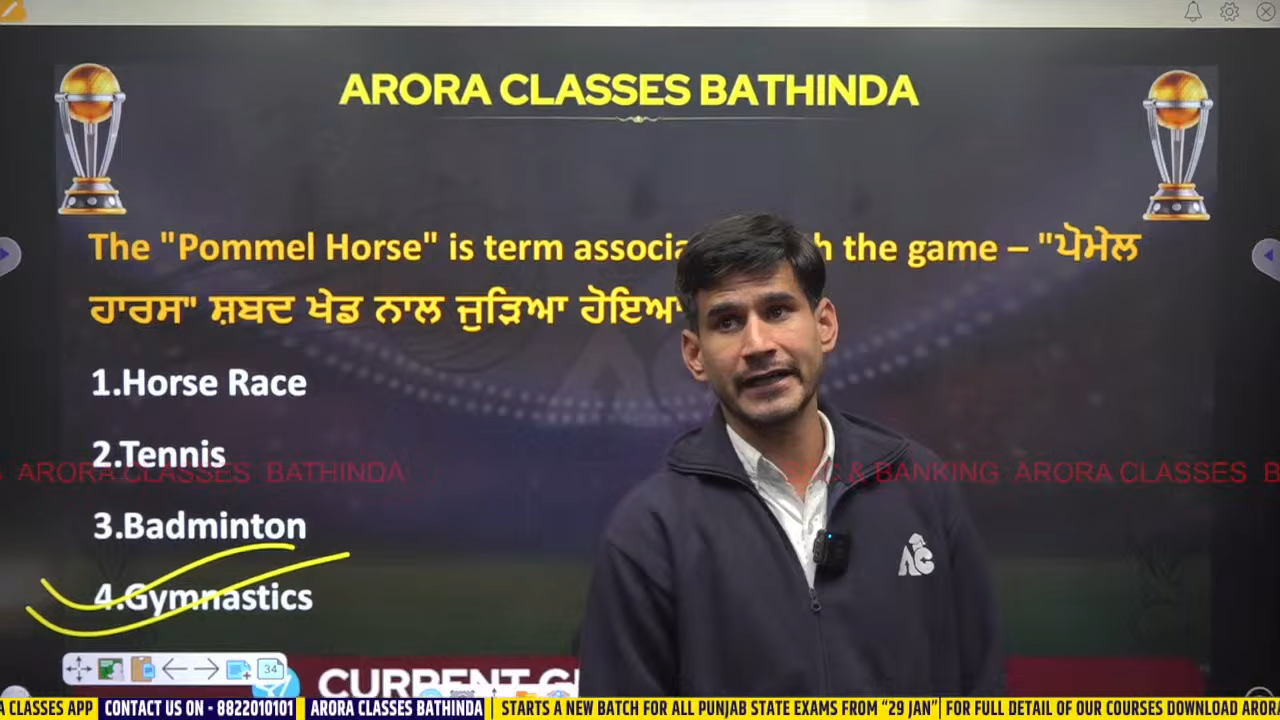 ARORA CLASSES BATHINDA
The "Pommel Horse" is term associa h the game – "ਪੋਮੇਲ
ਹਾਰਸ" ਸ਼ਬਦ ਖੇਡ ਨਾਲ ਜੁੜਿਆ ਹੋਇਆ
1.Horse Race
2.Tennis
ARORA CLASSES BATHINDA & BANKING ARORA CLASSES B
3.Badminton
4.Gymnastics
AC
34
CURRENT
A CLASSES APP CONTACT US ON - 8822010101 ARORA CLASSES BATHINDA STARTS A NEW BATCH FOR ALL PUNJAB STATE EXAMS FROM “29 JAN” FOR FULL DETAIL OF OUR COURSES DOWNLOAD ARORA